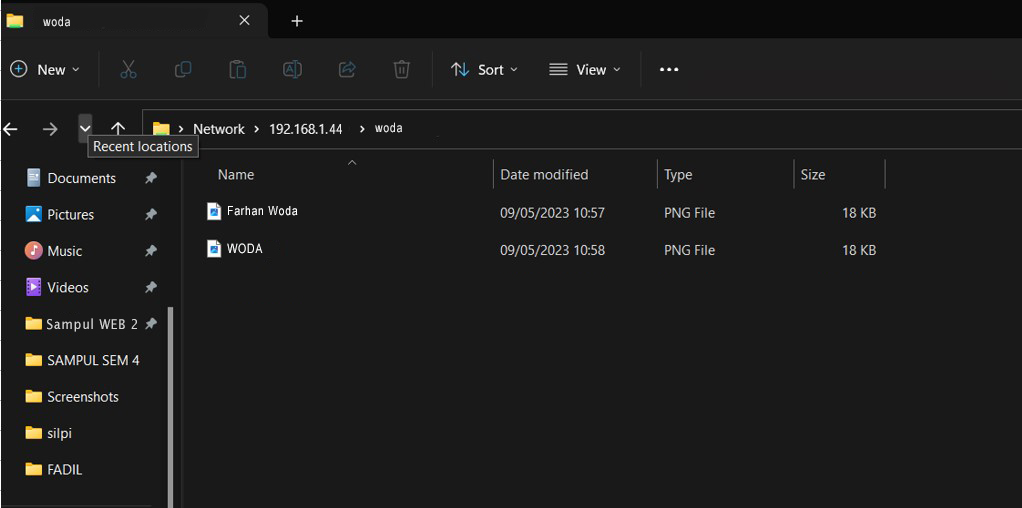 woda
New Sort View
Network 192.168.1.44 woda
Recent locations
Name Date modified Type Size
Documents
Pictures
Music
Videos
Sampul WEB 2
SAMPUL SEM 4
Screenshots
silpi
FADIL
Farhan Woda 09/05/2023 10:57 PNG File 18 KB
WODA 09/05/2023 10:58 PNG File 18 KB